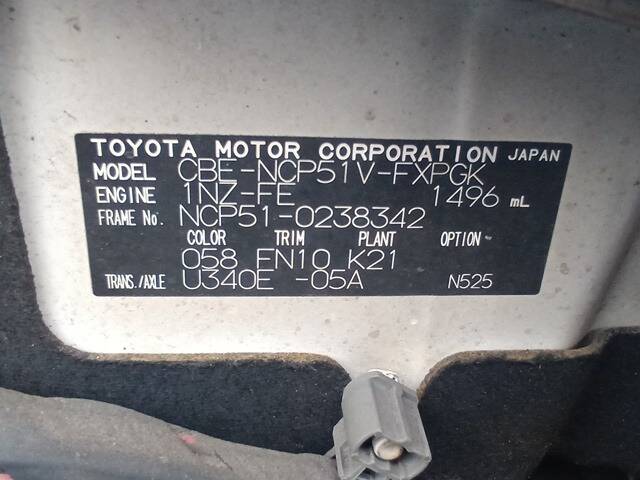 TOYOTA MOTOR CORPORATION JAPAN
MODEL CBE-NCP51V-FXPGK
ENGINE 1NZ-FE 1496 mL
FRAME No. NCP51-0238342
COLOR TRIM PLANT OPTION
058 FN10 K21
TRANS./AXLE U340E -05A N525